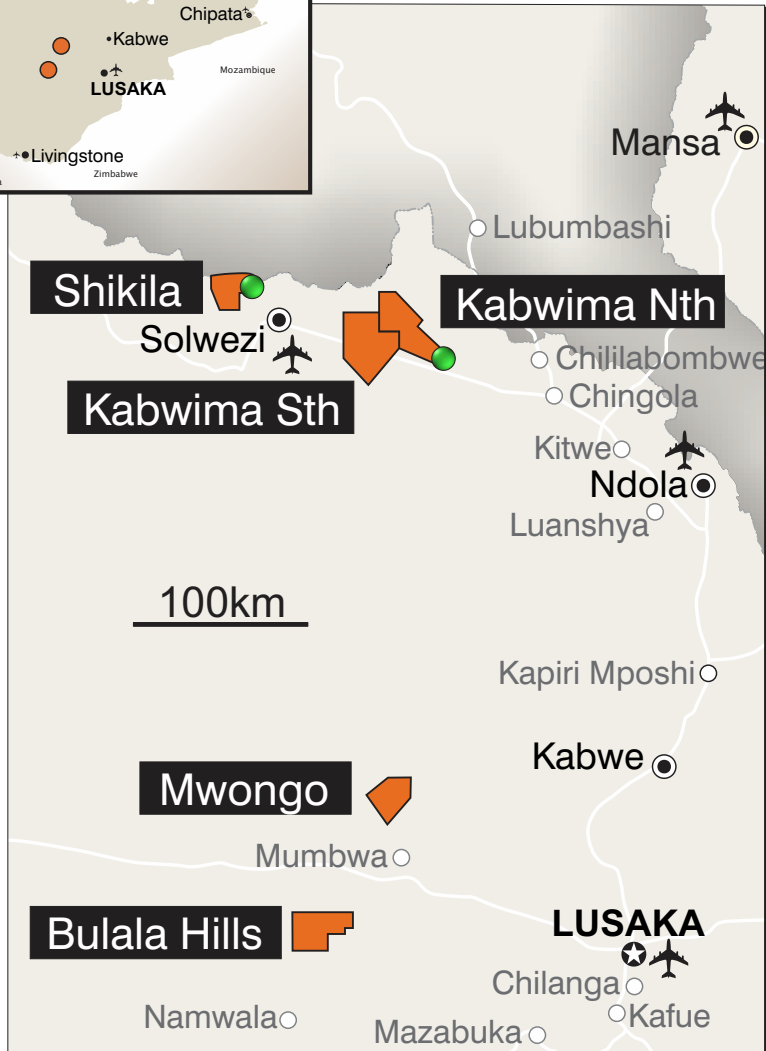 Chipata
Kabwe
Mozambique
LUSAKA
Livingstone
Zimbabwe
Mansa
Lubumbashi
Shikila
Kabwima Nth
Solwezi
Chililabombwe
Kabwima Sth
Chingola
Kitwe
Ndola
Luanshya
100km
Kapiri Mposhi
Kabwe
Mwongo
Mumbwa
LUSAKA
Bulala Hills
Chilanga
Namwala
Kafue
Mazabuka